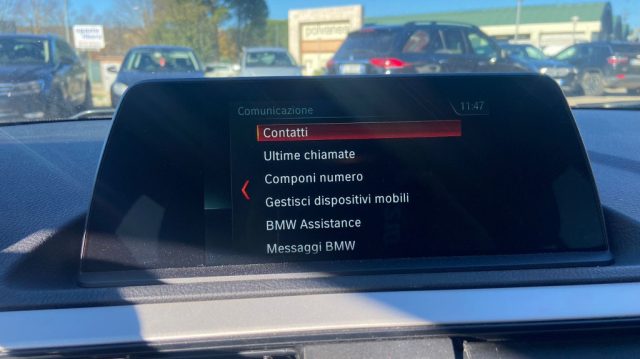 Comunicazione 11:47
Contatti
Ultime chiamate
Componi numero
Gestisci dispositivi mobili
BMW Assistance
Messaggi BMW